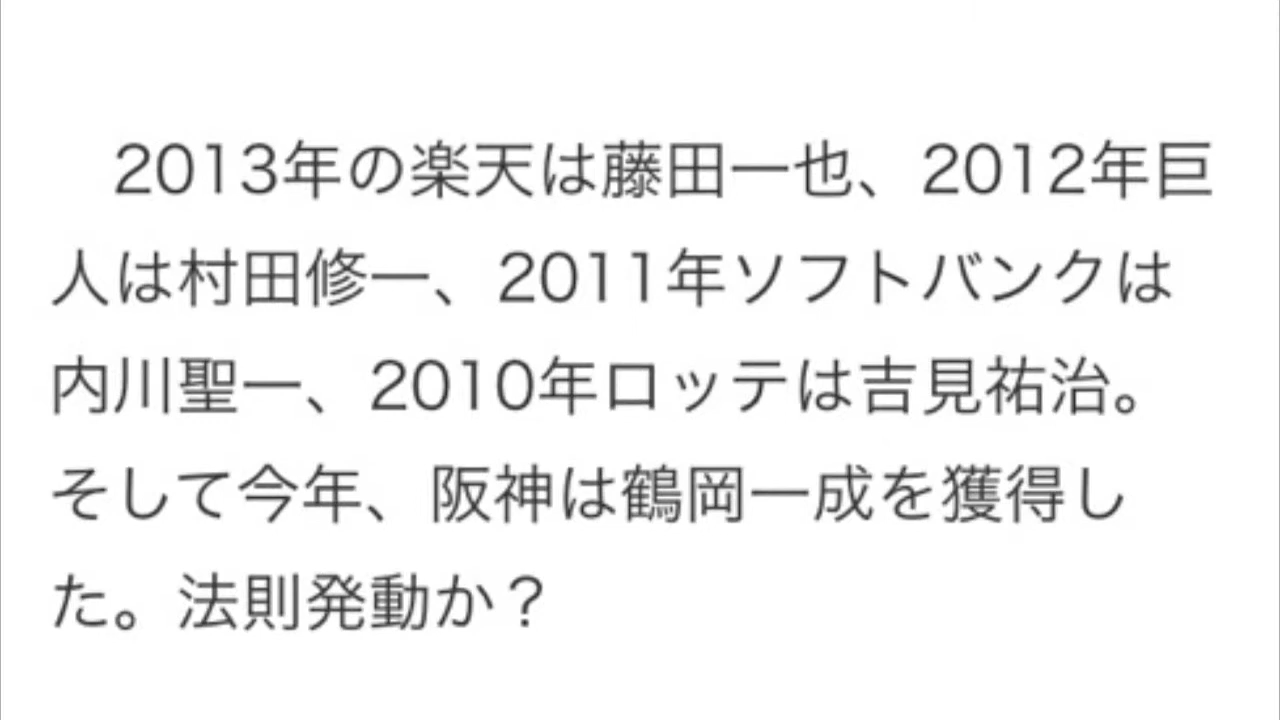 2013年の楽天は藤田一也、2012年巨
人は村田修一、2011年ソフトバンクは
内川聖一、2010年ロッテは吉見祐治。
そして今年、阪神は鶴岡一成を獲得し
た。法則発動か？